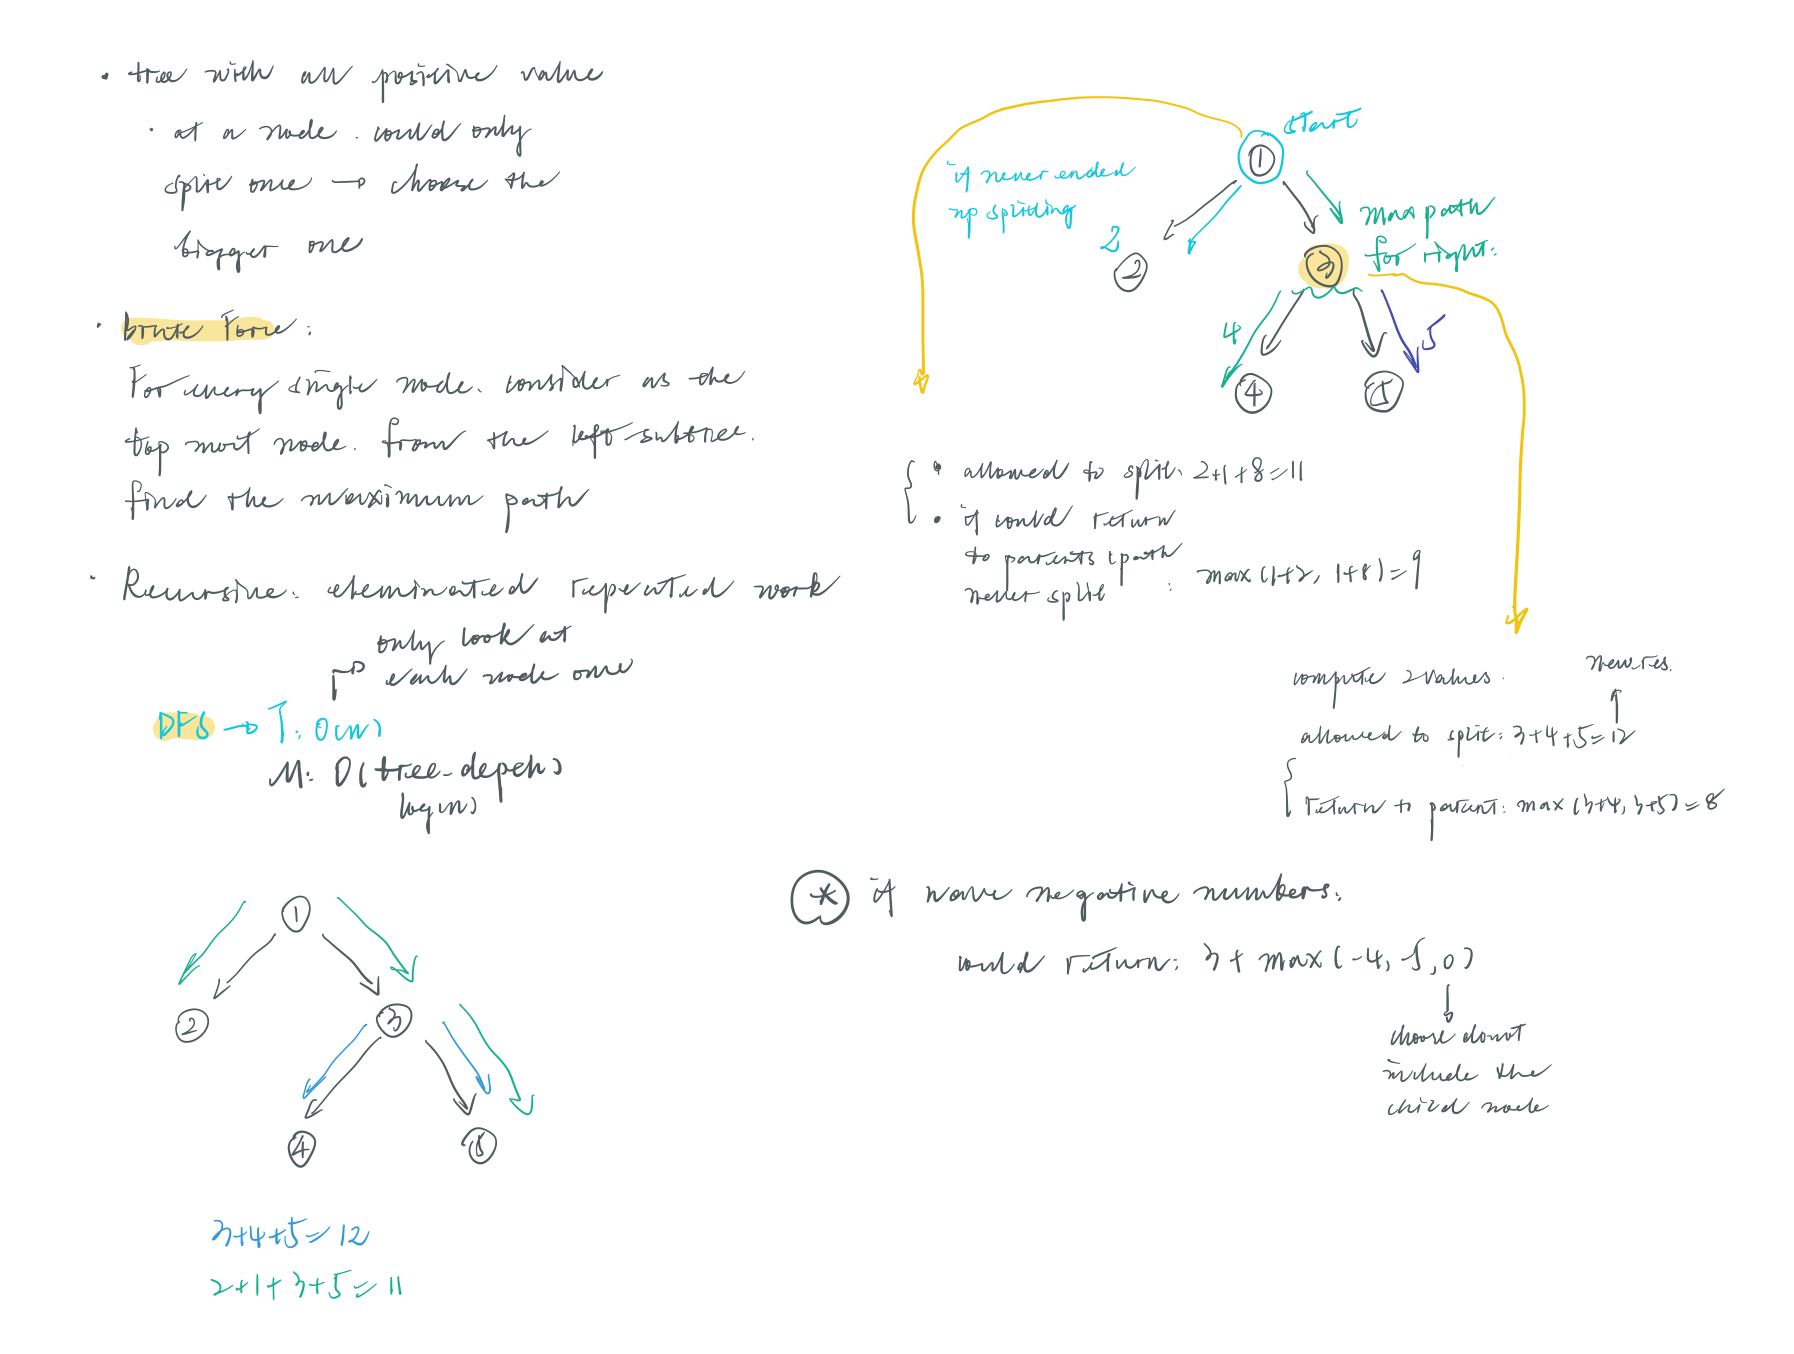 · tree with all positive value
· at a node. could only
split once → choose the
bigger one
· brute Force:
For every single node. consider as the
top most node. from the left subtree.
find the maximum path
· Recursive: eleminated repeated work
only look at
each node once
DFS → T: O(n)
M: O(tree-depth)
log(n)
1
2
3
4
5
3+4+5=12
2+1+3+5=11
start
1
if never ended
up splitting
max path
for right:
2
2
3
4
5
4
5
• allowed to split: 2+1+8=11
• if could return
to parents (path
never split : max(1+2, 1+8)=9
new res.
compute 2 values.
allowed to split: 3+4+5=12
return to parent: max(3+4, 3+5)=8
* if have negative numbers:
could return: 3+max(-4,-5,0)
choose donot
include the
child node